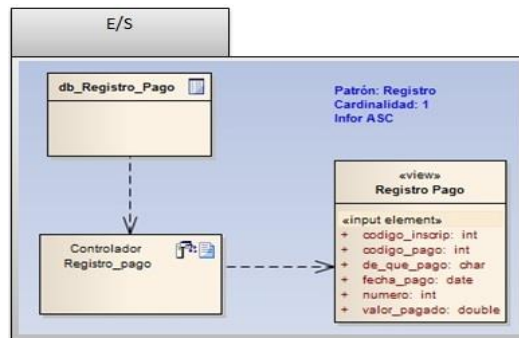 E/S
db_Registro_Pago
Patrón: Registro
Cardinalidad: 1
Infor ASC
«view»
Registro Pago
«input element»
+ codigo_inscrip: int
+ codigo_pago: int
+ de_que_pago: char
+ fecha_pago: date
+ numero: int
+ valor_pagado: double
Controlador
Registro_pago